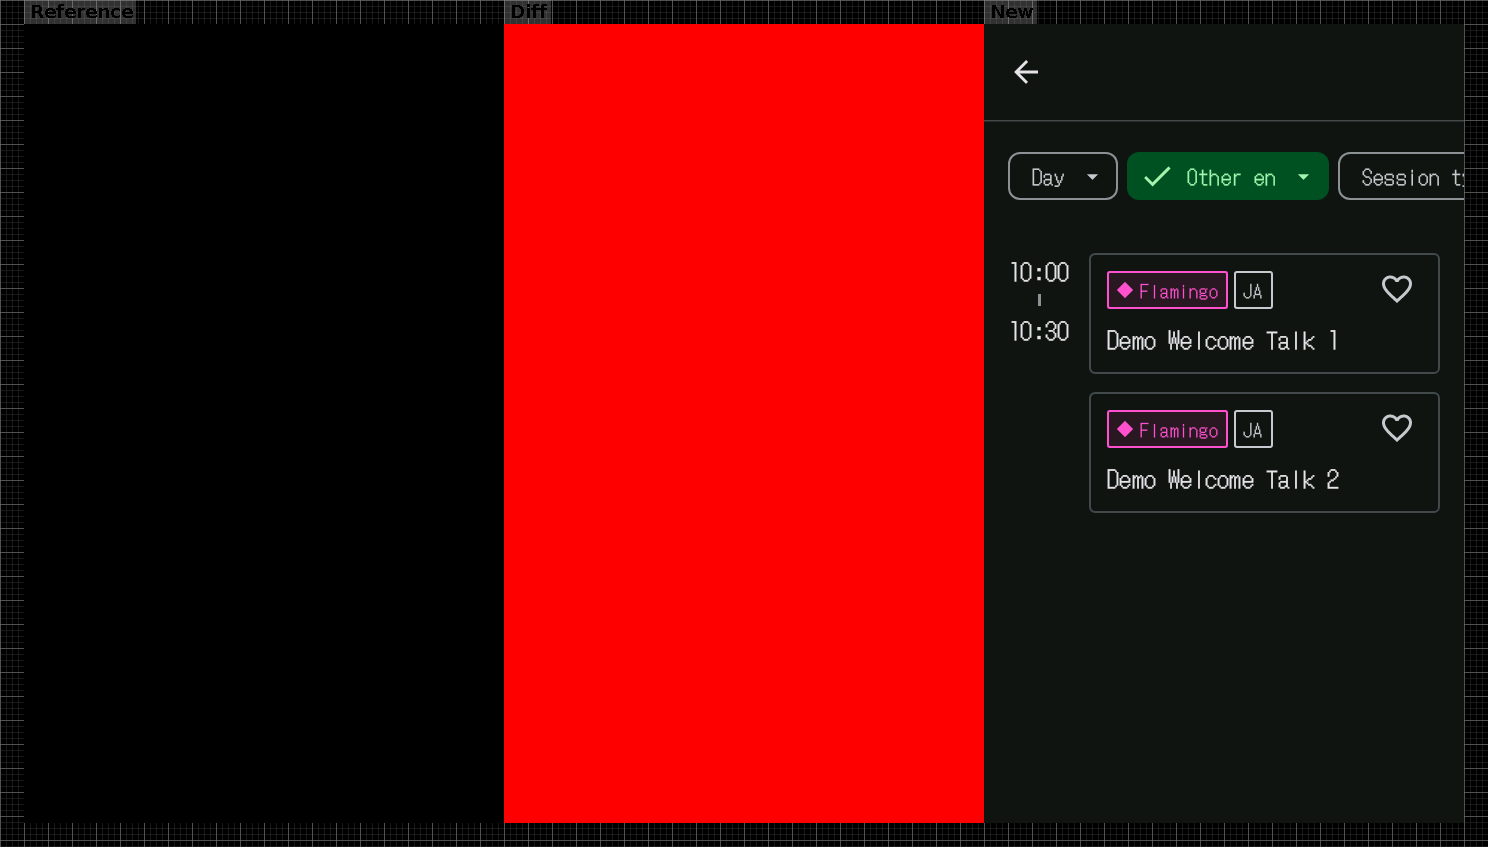 Reference
Diff
New
Day
Other en
Session
10:00
10:30
Flamingo
JA
Demo Welcome Talk 1
Flamingo
JA
Demo Welcome Talk 2